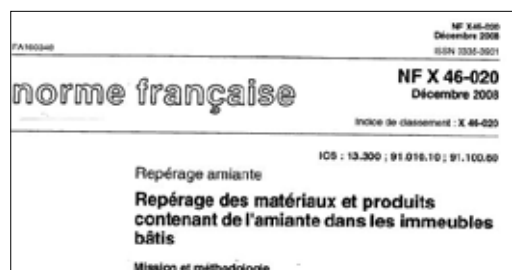 NF X46-020
Décembre 2008
FA160346
ISSN 0335-3931
norme française
NF X 46-020
Décembre 2008
Indice de classement : X 46-020
ICS : 13.300 ; 91.010.10 ; 91.100.60
Repérage amiante
Repérage des matériaux et produits
contenant de l'amiante dans les immeubles
bâtis
Mission et méthodologie